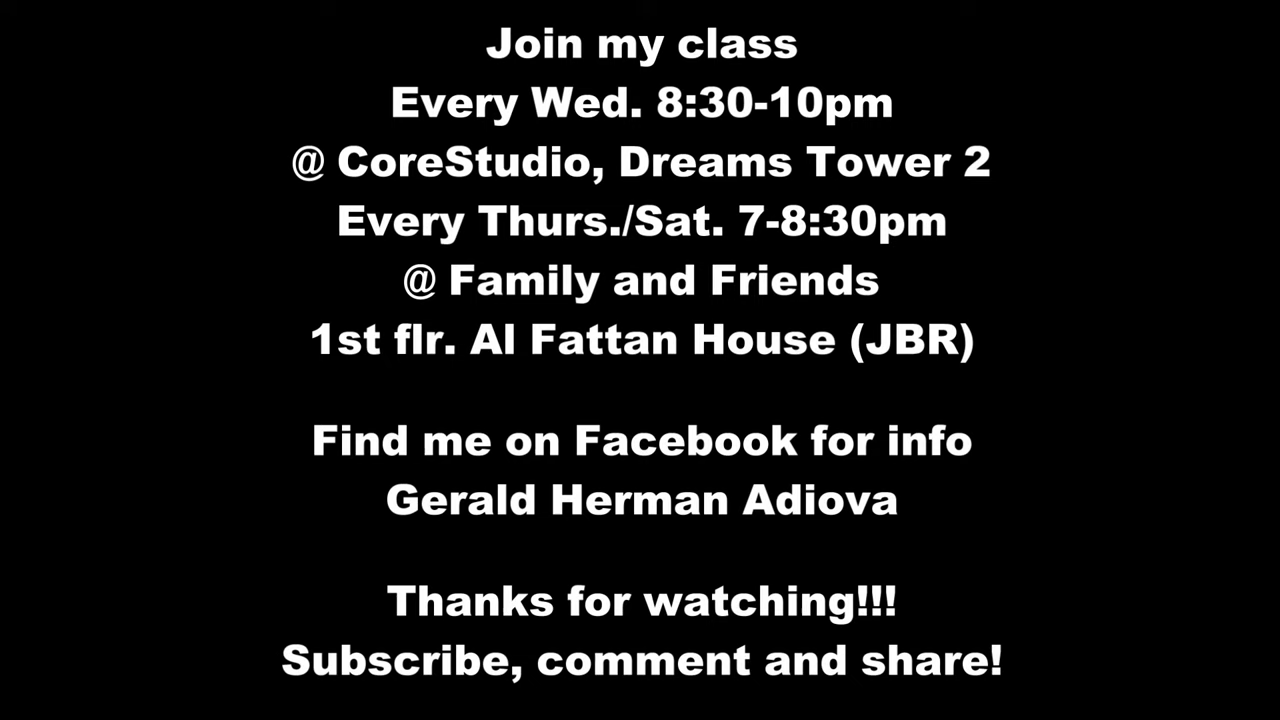 Join my class
Every Wed. 8:30-10pm
@ CoreStudio, Dreams Tower 2
Every Thurs./Sat. 7-8:30pm
@ Family and Friends
1st flr. Al Fattan House (JBR)
Find me on Facebook for info
Gerald Herman Adiova
Thanks for watching!!!
Subscribe, comment and share!